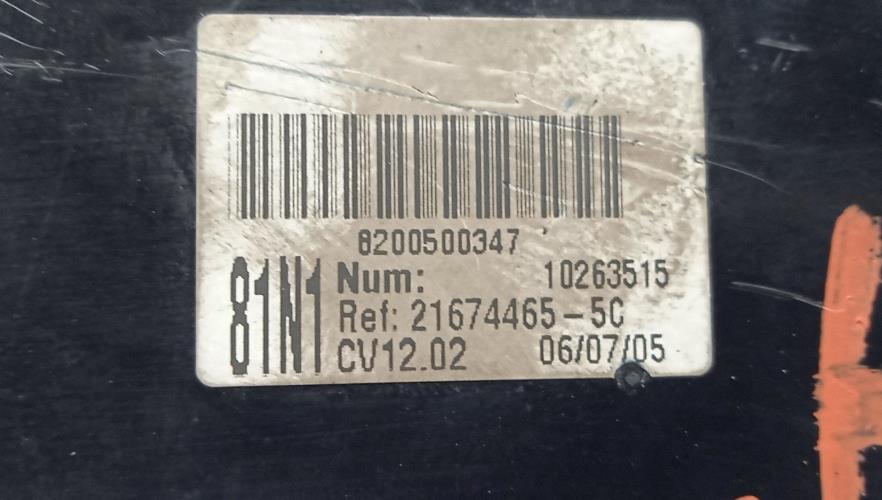 8200500347
81N1
Num: 10263515
Ref: 21674465-5C
CV12.02 06/07/05